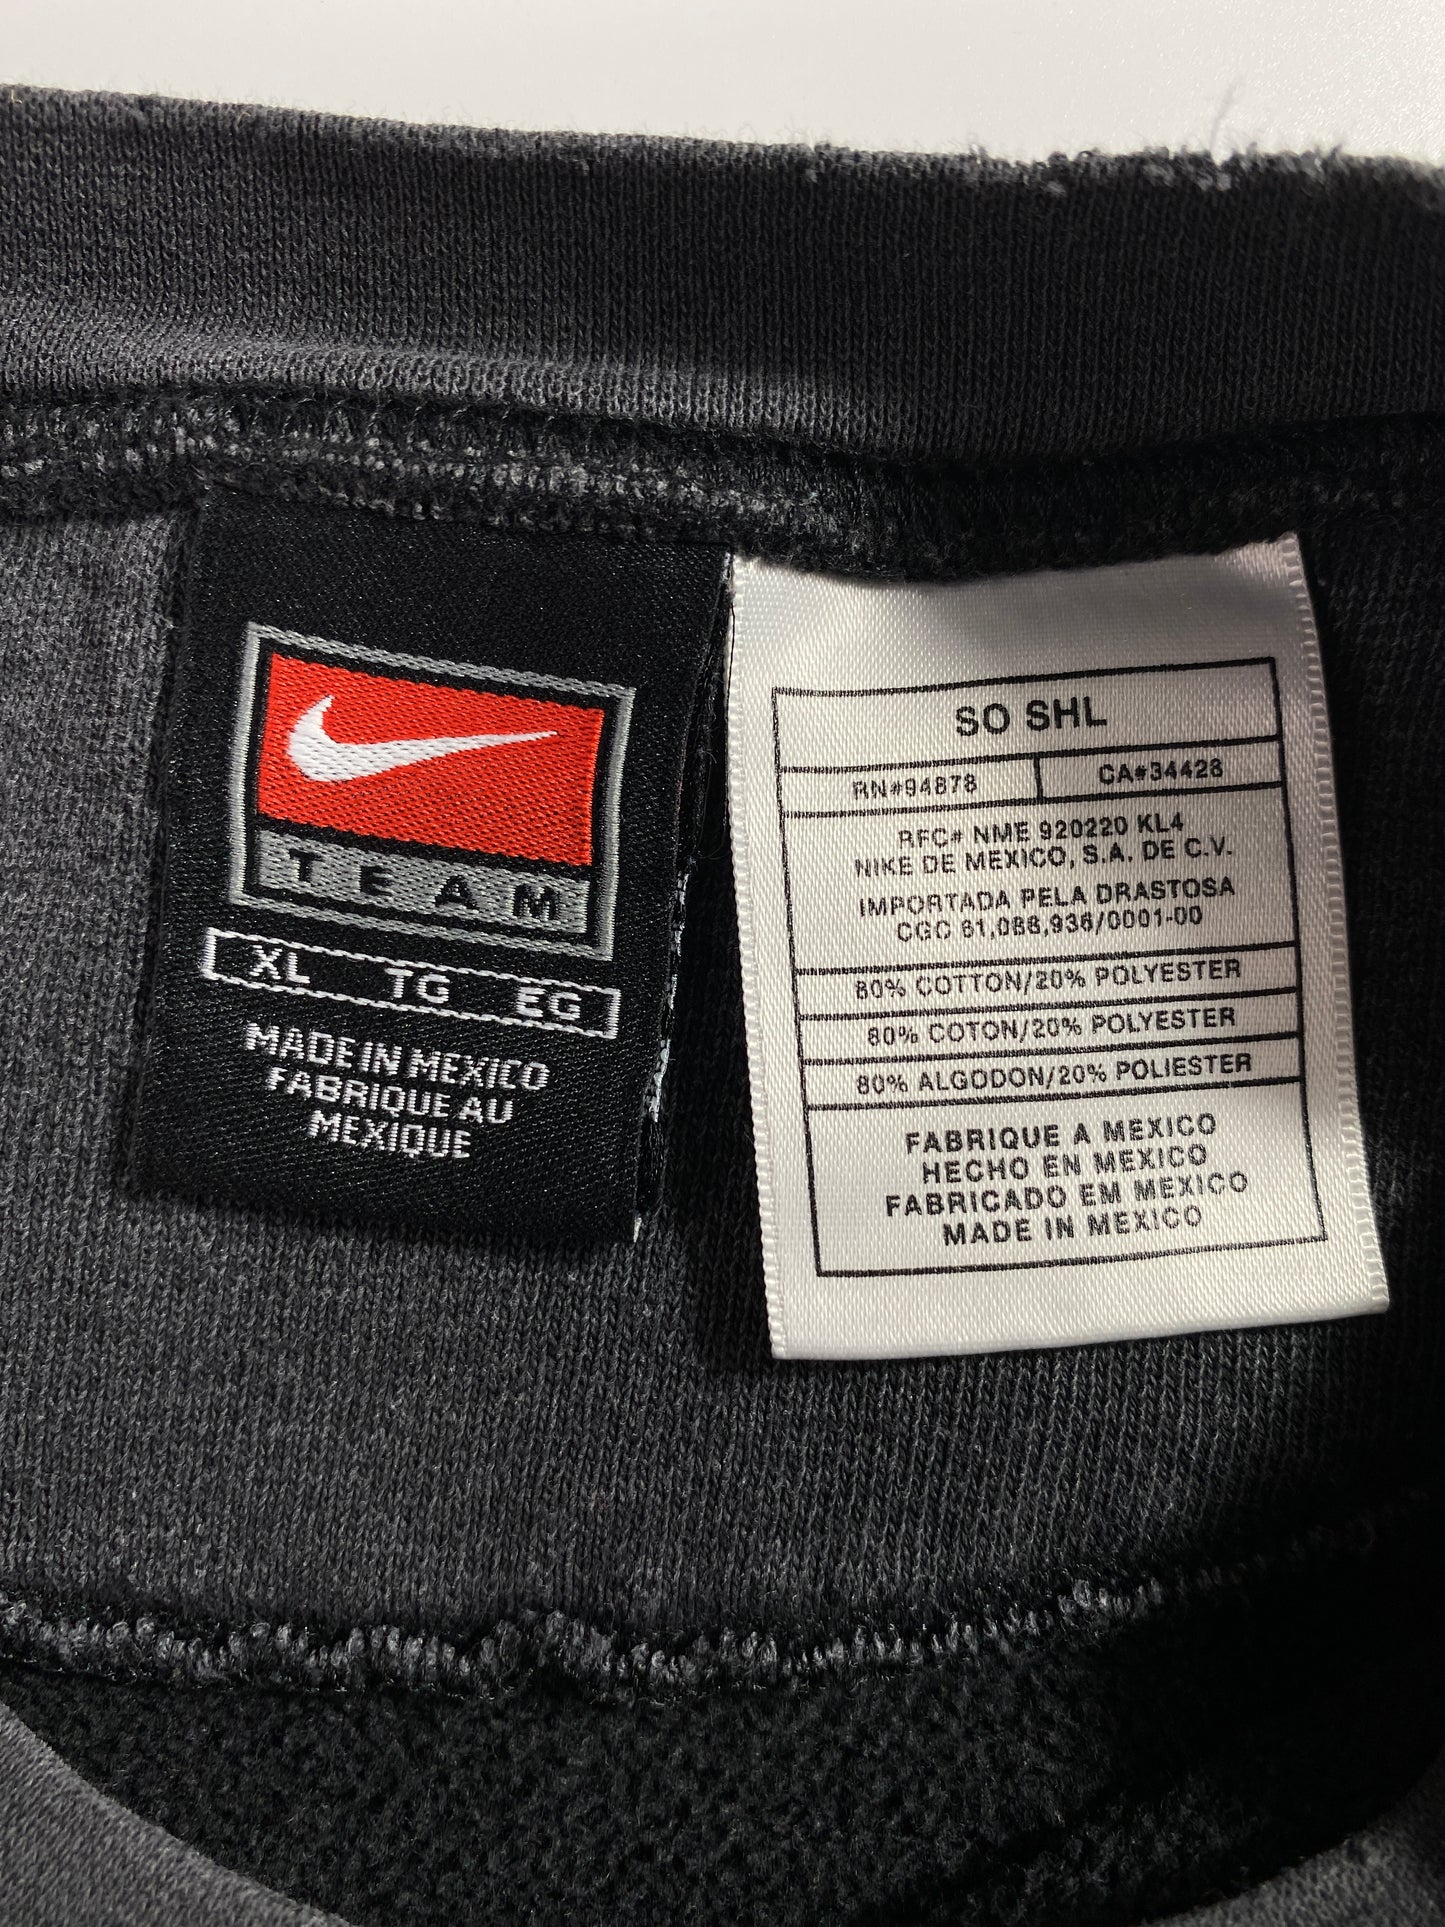 TEAM
XL TG EG
MADE IN MEXICO
FABRIQUE AU
MEXIQUE
SO SHL
RN#94878 CA#34428
RFC# NME 920220 KL4
NIKE DE MEXICO, S.A. DE C.V.
IMPORTADA PELA DRASTOSA
CGC 61,088,936/0001-00
80% COTTON/20% POLYESTER
80% COTON/20% POLYESTER
80% ALGODON/20% POLIESTER
FABRIQUE A MEXICO
HECHO EN MEXICO
FABRICADO EM MEXICO
MADE IN MEXICO